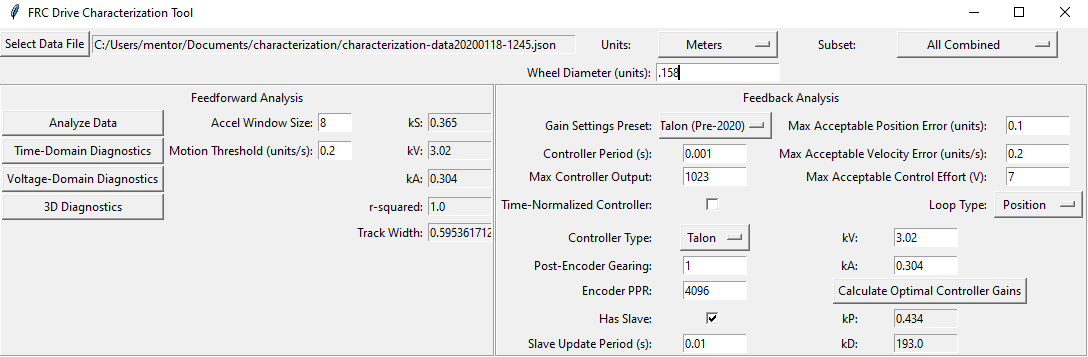 FRC Drive Characterization Tool
Select Data File C:/Users/mentor/Documents/characterization/characterization-data20200118-1245.json Units: Meters Subset: All Combined
Wheel Diameter (units): .158
Feedforward Analysis
Analyze Data Accel Window Size: 8 kS: 0.365
Time-Domain Diagnostics Motion Threshold (units/s): 0.2 kV: 3.02
Voltage-Domain Diagnostics kA: 0.304
3D Diagnostics r-squared: 1.0
Track Width: 0.595361712
Feedback Analysis
Gain Settings Preset: Talon (Pre-2020) Max Acceptable Position Error (units): 0.1
Controller Period (s): 0.001 Max Acceptable Velocity Error (units/s): 0.2
Max Controller Output: 1023 Max Acceptable Control Effort (V): 7
Time-Normalized Controller: Loop Type: Position
Controller Type: Talon kV: 3.02
Post-Encoder Gearing: 1 kA: 0.304
Encoder PPR: 4096 Calculate Optimal Controller Gains
Has Slave: kP: 0.434
Slave Update Period (s): 0.01 kD: 193.0